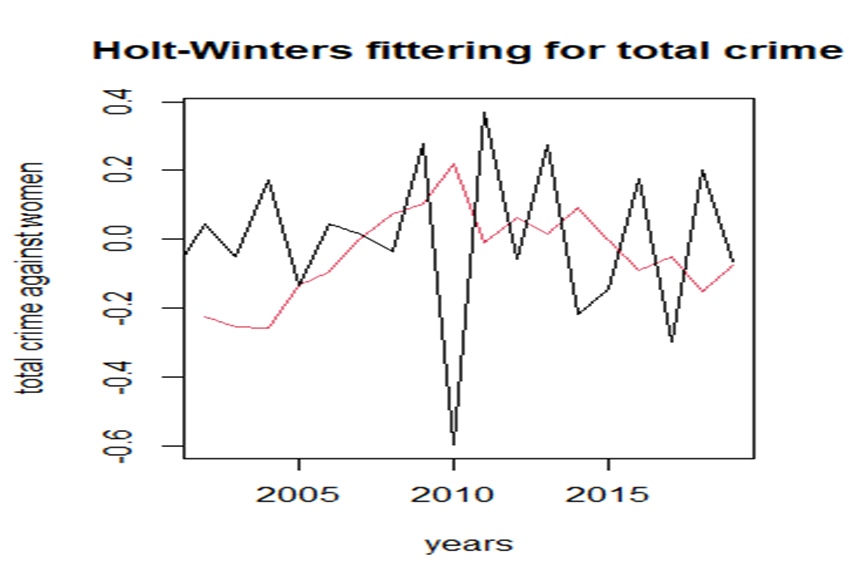 Holt-Winters fittering for total crime
total crime against women
0.4
0.2
0.0
-0.2
-0.4
-0.6
2005 2010 2015
years